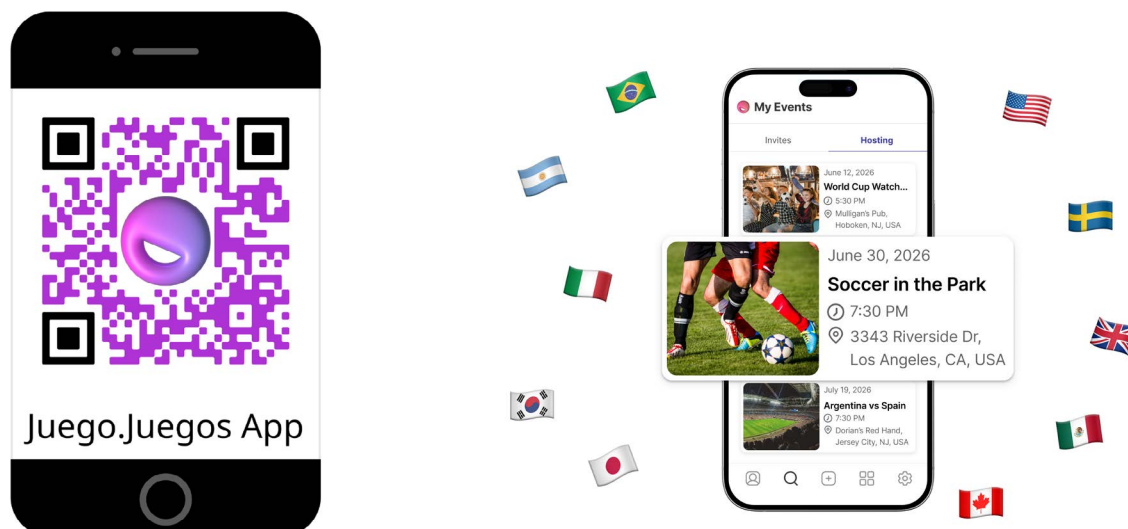 Juego.Juegos App
My Events
Invites
Hosting
June 12, 2026
World Cup Watch...
5:30 PM
Mulligan's Pub,
Hoboken, NJ, USA
June 30, 2026
Soccer in the Park
7:30 PM
3343 Riverside Dr,
Los Angeles, CA, USA
July 19, 2026
Argentina vs Spain
7:30 PM
Dorian's Red Hand,
Jersey City, NJ, USA